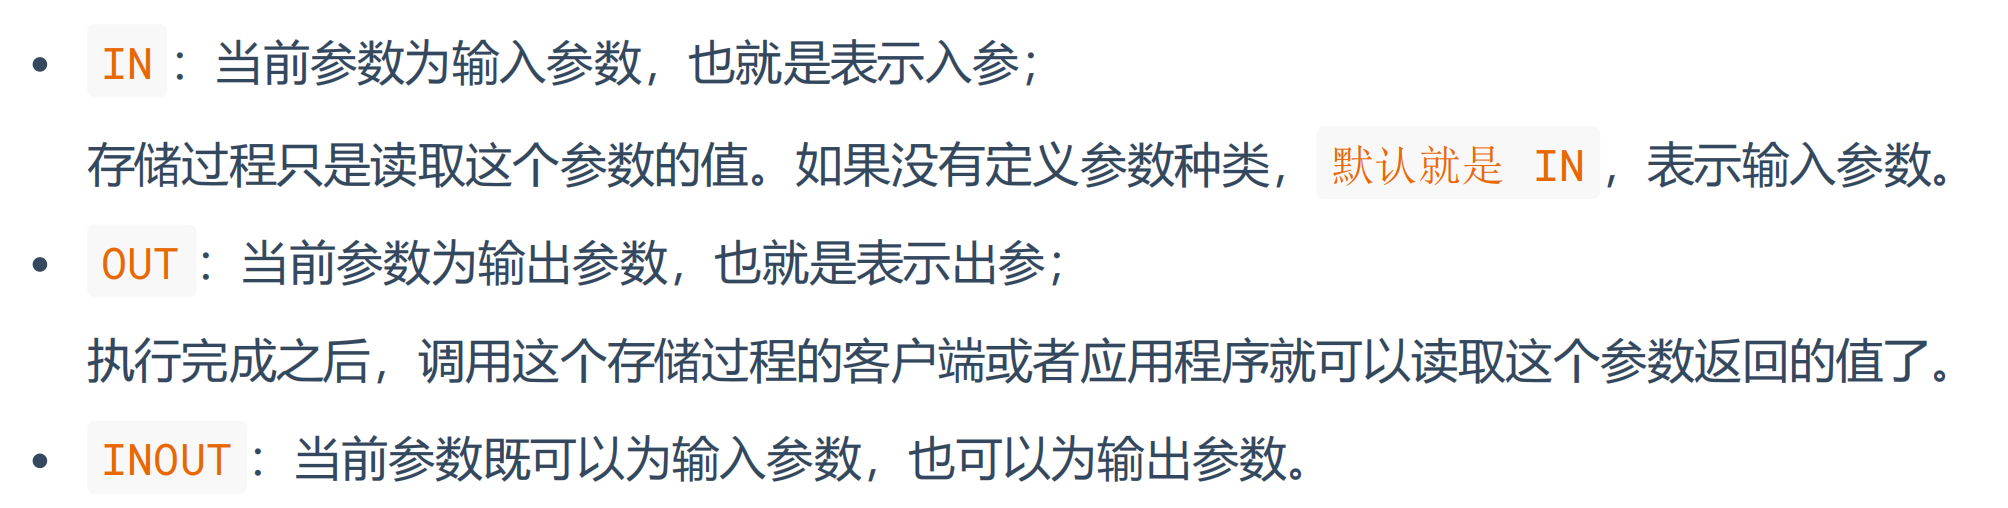 • IN：当前参数为输入参数，也就是表示入参；
存储过程只是读取这个参数的值。如果没有定义参数种类，默认就是 IN，表示输入参数。
• OUT：当前参数为输出参数，也就是表示出参；
执行完成之后，调用这个存储过程的客户端或者应用程序就可以读取这个参数返回的值了。
• INOUT：当前参数既可以为输入参数，也可以为输出参数。